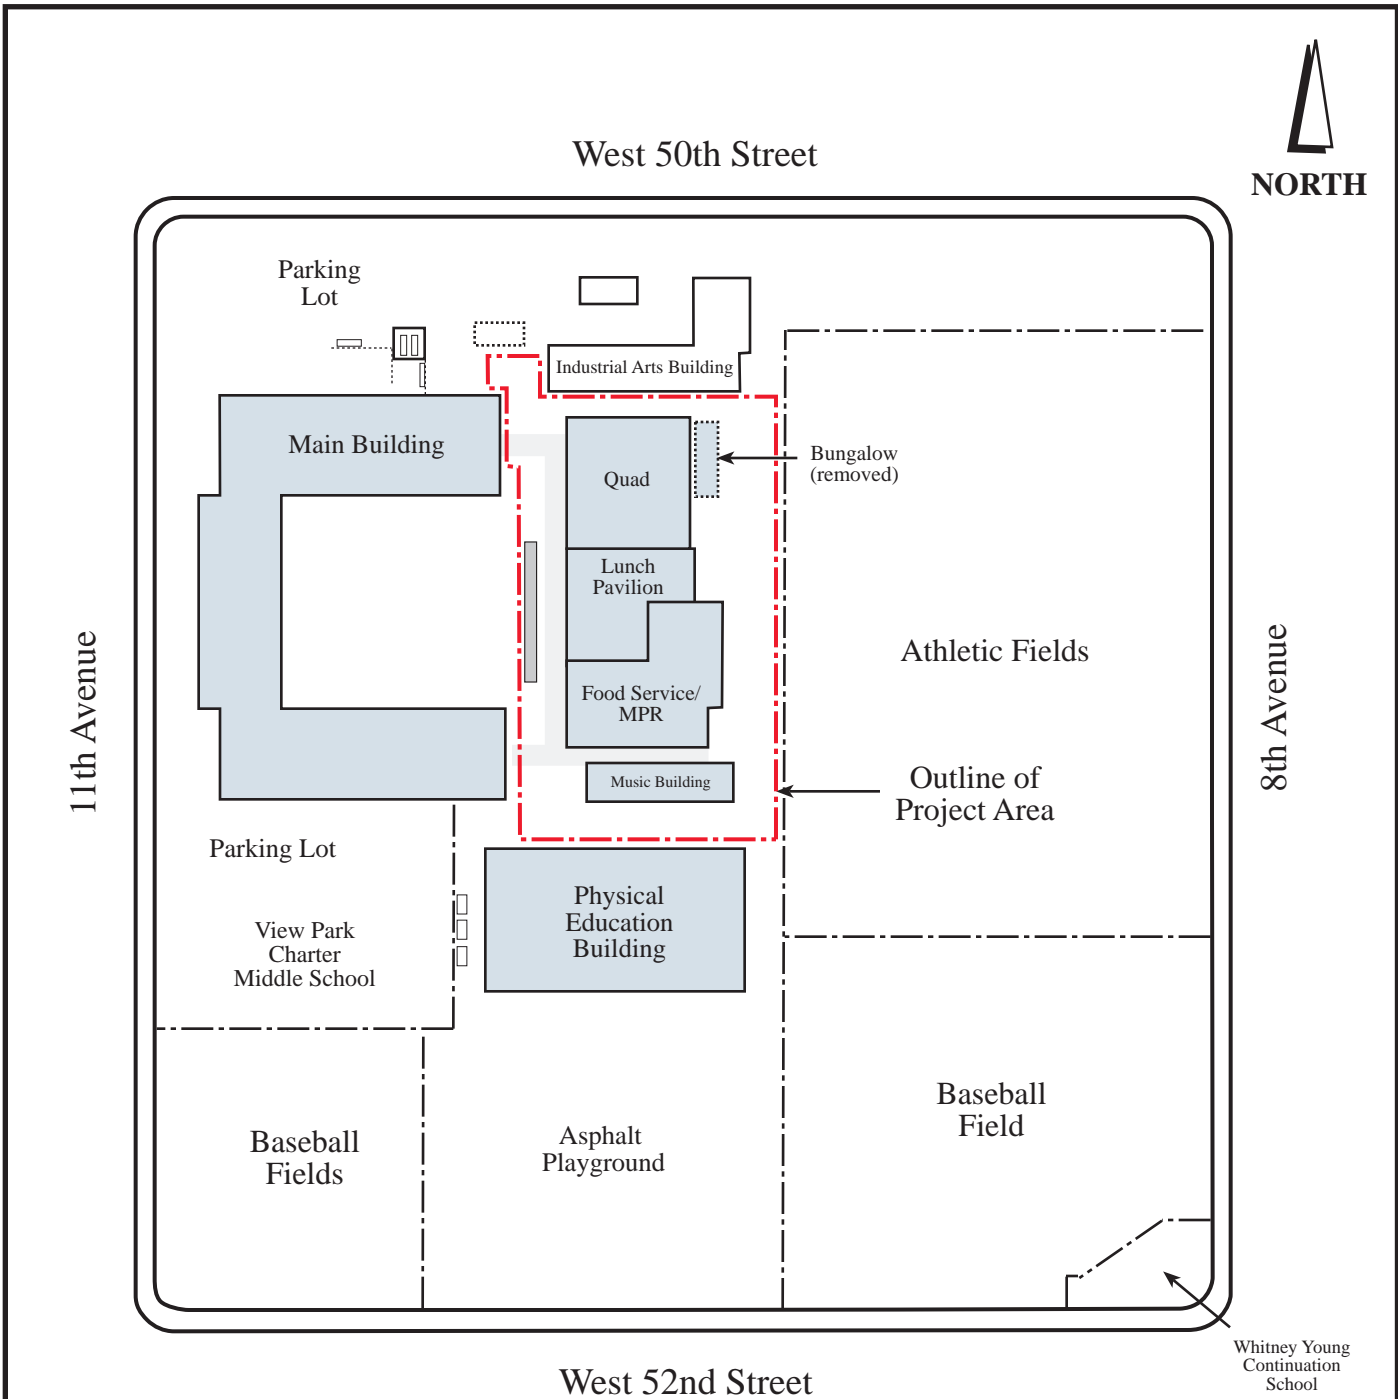 West 50th Street
NORTH
Parking
Lot
Industrial Arts Building
Main Building
Quad
Bungalow
(removed)
Lunch
Pavilion
11th Avenue
Athletic Fields
8th Avenue
Food Service/
MPR
Music Building
Outline of
Project Area
Parking Lot
Physical
Education
Building
View Park
Charter
Middle School
Baseball
Fields
Asphalt
Playground
Baseball
Field
Whitney Young
Continuation
School
West 52nd Street